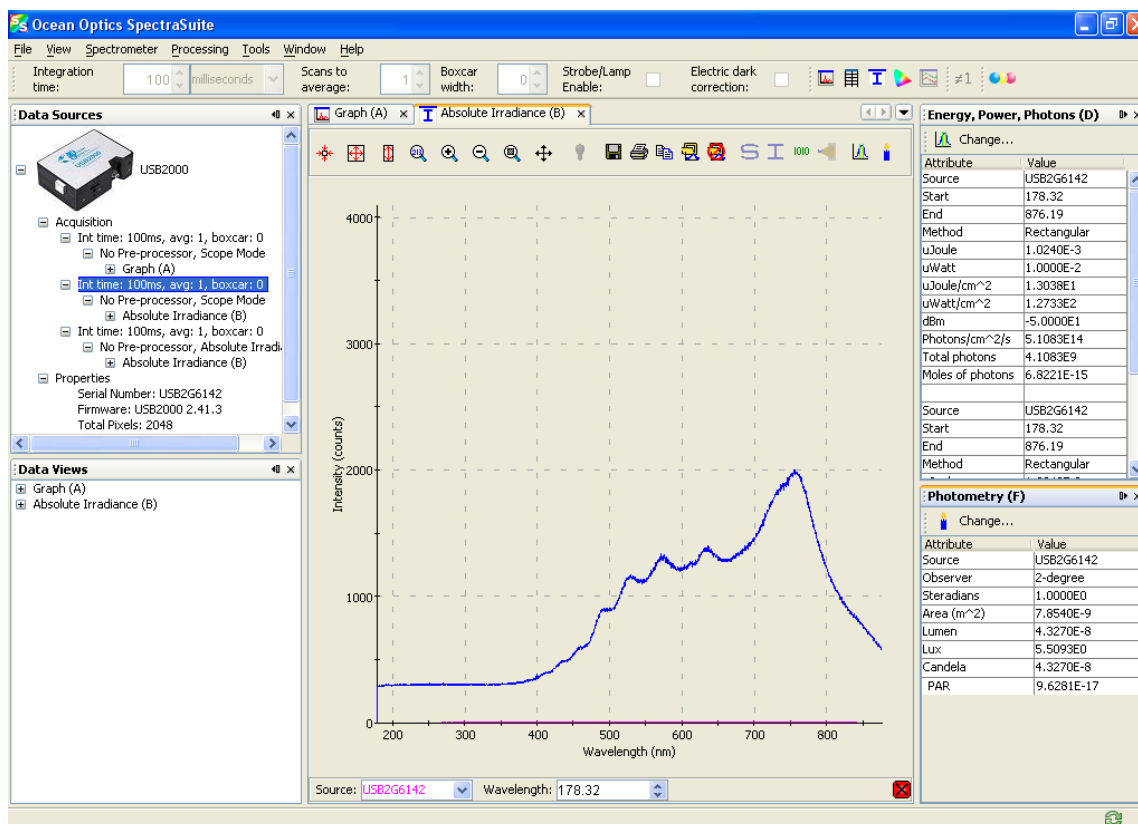 Ocean Optics SpectraSuite
File View Spectrometer Processing Tools Window Help
Integration time: 100 milliseconds Scans to average: 1 Boxcar width: 0 Strobe/Lamp Enable: Electric dark correction: ≠1
Data Sources
USB2000
Acquisition
Int time: 100ms, avg: 1, boxcar: 0
No Pre-processor, Scope Mode
Graph (A)
Int time: 100ms, avg: 1, boxcar: 0
No Pre-processor, Scope Mode
Absolute Irradiance (B)
Int time: 100ms, avg: 1, boxcar: 0
No Pre-processor, Absolute Irradi
Absolute Irradiance (B)
Properties
Serial Number: USB2G6142
Firmware: USB2000 2.41.3
Total Pixels: 2048
Data Views
Graph (A)
Absolute Irradiance (B)
Graph (A) Absolute Irradiance (B)
S I 1010
Intensity (counts)
4000
3000
2000
1000
0
200 300 400 500 600 700 800
Wavelength (nm)
Source: USB2G6142 Wavelength: 178.32
Energy, Power, Photons (D)
Change...
Attribute Value
Source USB2G6142
Start 178.32
End 876.19
Method Rectangular
uJoule 1.0240E-3
uWatt 1.0000E-2
uJoule/cm^2 1.3038E1
uWatt/cm^2 1.2733E2
dBm -5.0000E1
Photons/cm^2/s 5.1083E14
Total photons 4.1083E9
Moles of photons 6.8221E-15
Source USB2G6142
Start 178.32
End 876.19
Method Rectangular
Photometry (F)
Change...
Attribute Value
Source USB2G6142
Observer 2-degree
Steradians 1.0000E0
Area (m^2) 7.8540E-9
Lumen 4.3270E-8
Lux 5.5093E0
Candela 4.3270E-8
PAR 9.6281E-17